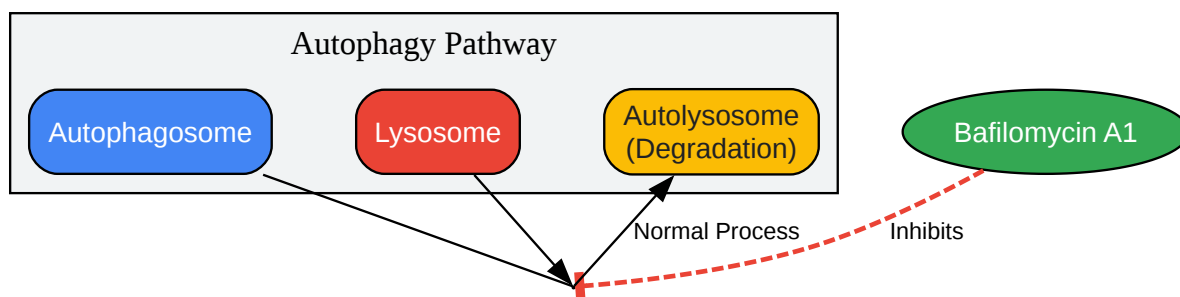 Autophagy Pathway
Autophagosome
Lysosome
Autolysosome
(Degradation)
Bafilomycin A1
Normal Process
Inhibits